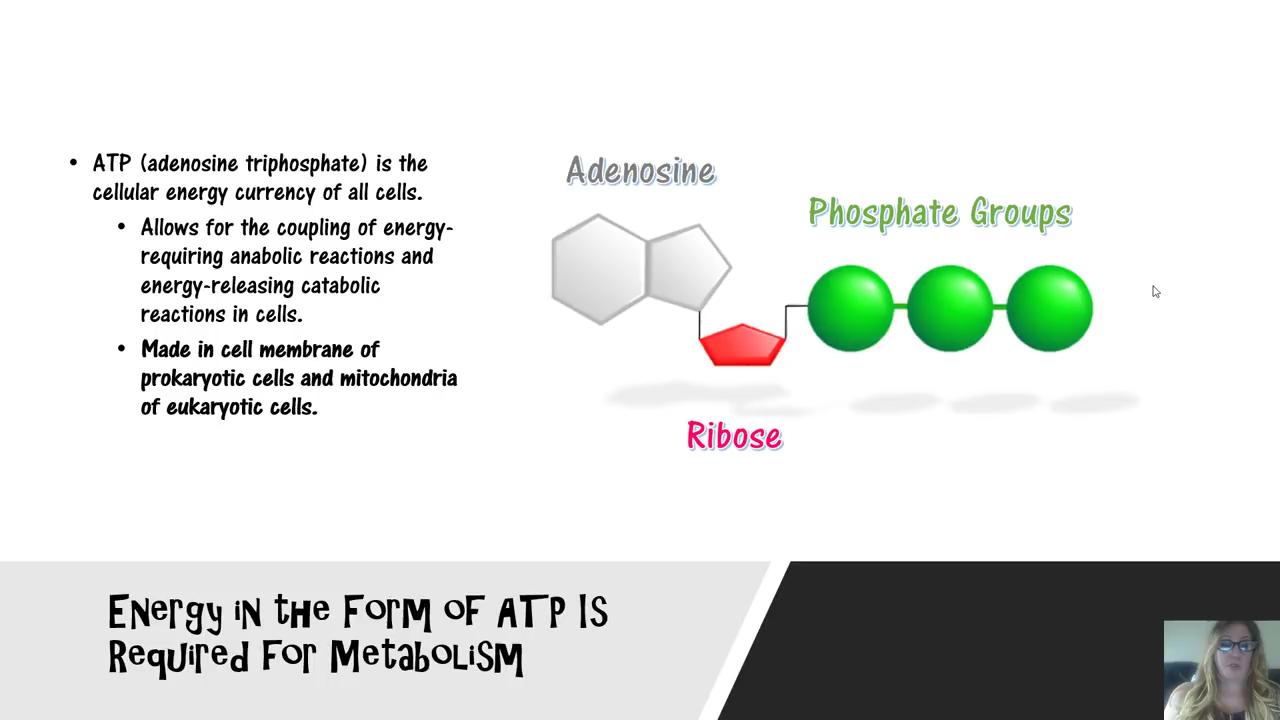 ATP (adenosine triphosphate) is the
cellular energy currency of all cells.
Allows for the coupling of energy-
requiring anabolic reactions and
energy-releasing catabolic
reactions in cells.
Made in cell membrane of
prokaryotic cells and mitochondria
of eukaryotic cells.
Adenosine
Phosphate Groups
Ribose
Energy in the Form of ATP Is
Required For Metabolism